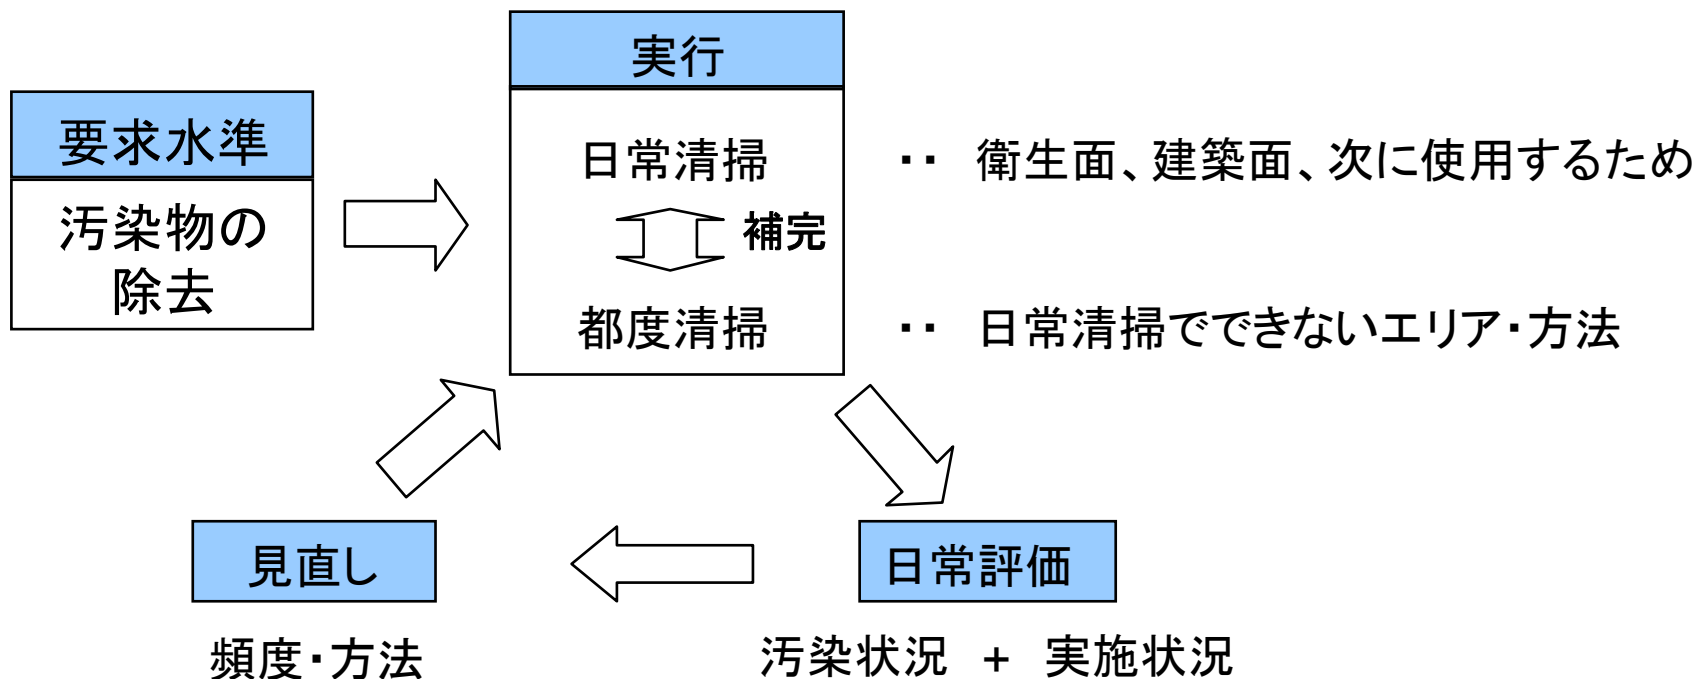 実行
要求水準
汚染物の
除去
日常清掃 ・・ 衛生面、建築面、次に使用するため
補完
都度清掃 ・・ 日常清掃でできないエリア・方法
見直し
日常評価
頻度・方法
汚染状況 + 実施状況